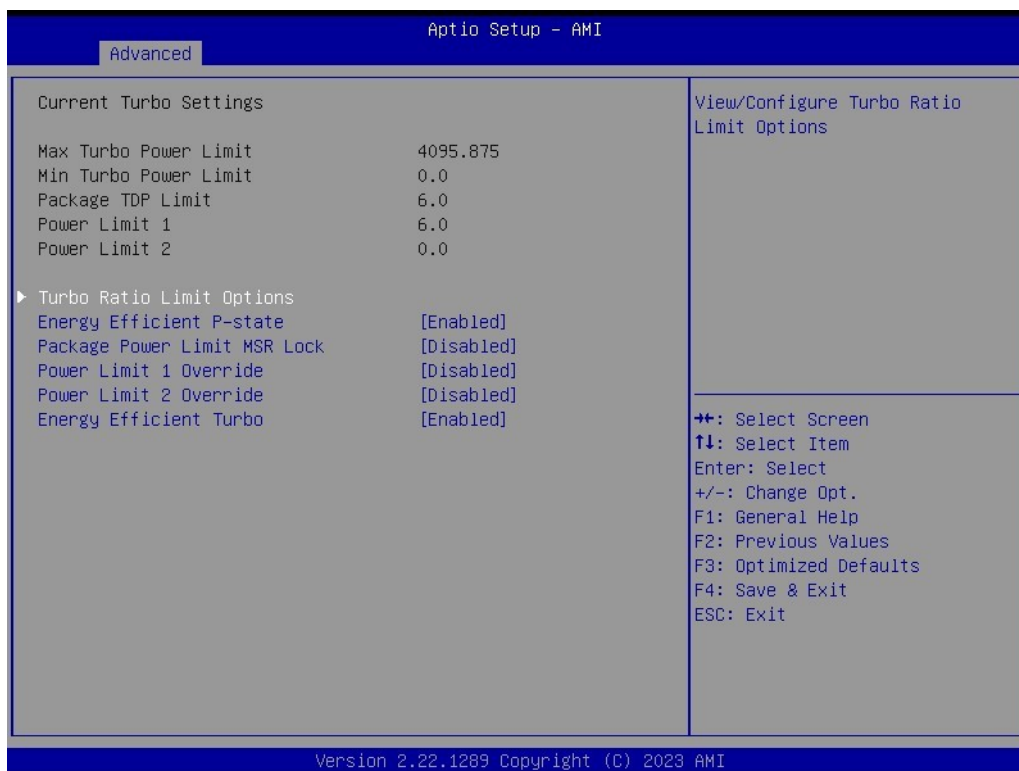 Aptio Setup - AMI
Advanced
Current Turbo Settings
Max Turbo Power Limit 4095.875
Min Turbo Power Limit 0.0
Package TDP Limit 6.0
Power Limit 1 6.0
Power Limit 2 0.0
Turbo Ratio Limit Options
Energy Efficient P-state [Enabled]
Package Power Limit MSR Lock [Disabled]
Power Limit 1 Override [Disabled]
Power Limit 2 Override [Disabled]
Energy Efficient Turbo [Enabled]
View/Configure Turbo Ratio
Limit Options
→←: Select Screen
↑↓: Select Item
Enter: Select
+/-: Change Opt.
F1: General Help
F2: Previous Values
F3: Optimized Defaults
F4: Save & Exit
ESC: Exit
Version 2.22.1289 Copyright (C) 2023 AMI